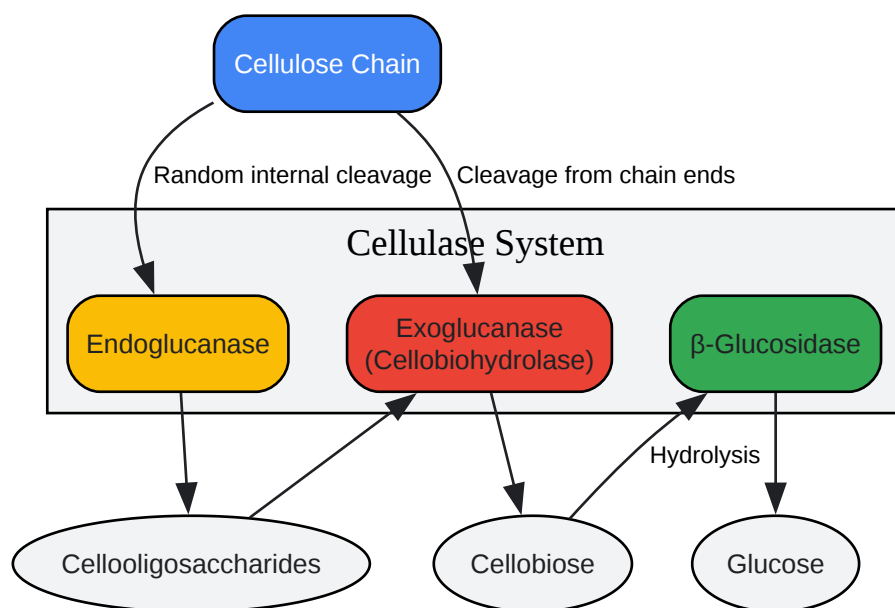 Cellulose Chain
Random internal cleavage
Cleavage from chain ends
Cellulase System
Endoglucanase
Exoglucanase
(Cellobiohydrolase)
β-Glucosidase
Hydrolysis
Cellooligosaccharides
Cellobiose
Glucose